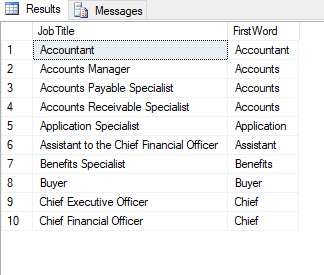 Results Messages
JobTitle FirstWord
1 Accountant Accountant
2 Accounts Manager Accounts
3 Accounts Payable Specialist Accounts
4 Accounts Receivable Specialist Accounts
5 Application Specialist Application
6 Assistant to the Chief Financial Officer Assistant
7 Benefits Specialist Benefits
8 Buyer Buyer
9 Chief Executive Officer Chief
10 Chief Financial Officer Chief